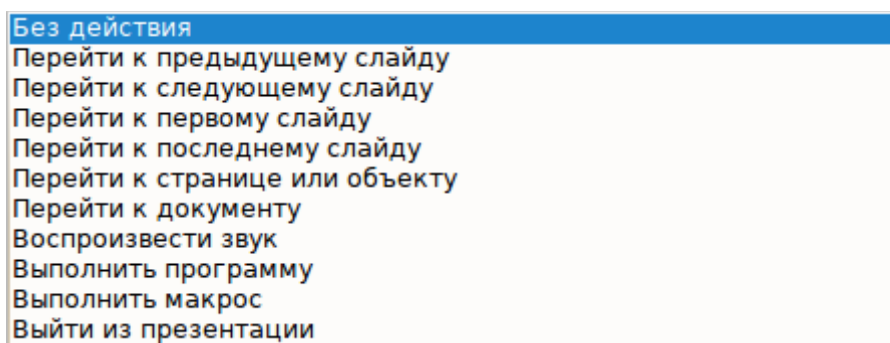 Без действия
Перейти к предыдущему слайду
Перейти к следующему слайду
Перейти к первому слайду
Перейти к последнему слайду
Перейти к странице или объекту
Перейти к документу
Воспроизвести звук
Выполнить программу
Выполнить макрос
Выйти из презентации